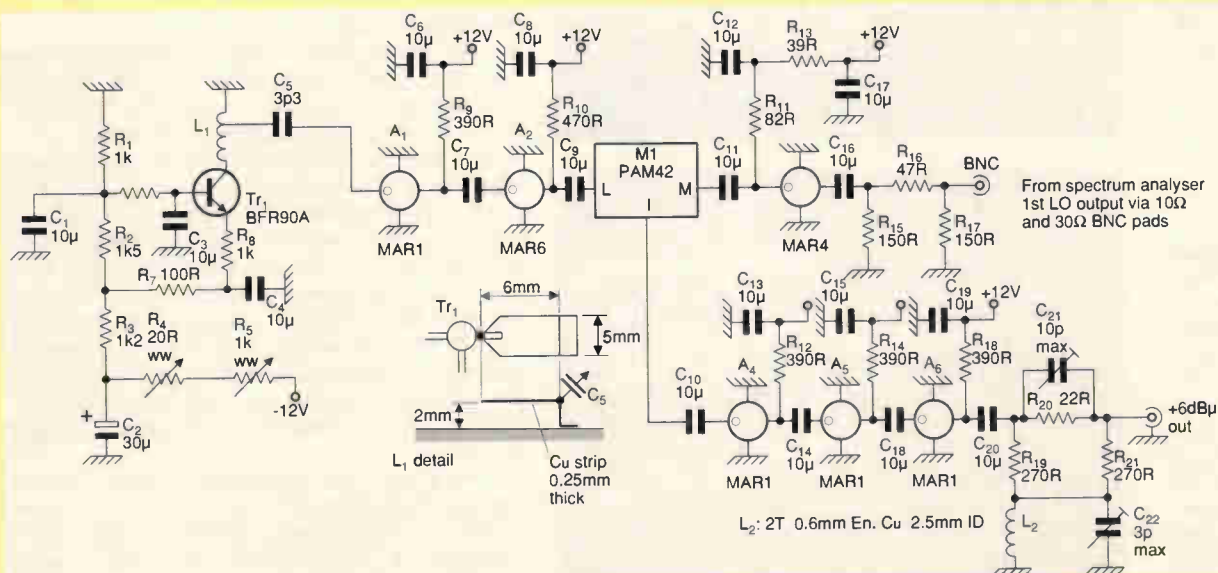 R1
1k
C1
10µ
R2
1k5
R3
1k2
R4
20R
ww
R5
1k
ww
-12V
+
C2
30µ
R7 100R
C3
10µ
R8
1k
C4
10µ
Tr1
BFR90A
L1
C5
3p3
C6
10µ
+12V
R9
390R
A1
MAR1
C7
10µ
C8
10µ
+12V
R10
470R
A2
MAR6
C9
10µ
M1
PAM42
L
M
I
C11
10µ
C12
10µ
R13
39R
+12V
C17
10µ
R11
82R
MAR4
C16
10µ
R16
47R
BNC
R15
150R
R17
150R
From spectrum analyser
1st LO output via 10Ω
and 30Ω BNC pads
Tr1
6mm
5mm
C5
2mm
L1 detail
Cu strip
0.25mm
thick
C10
10µ
C13
10µ
R12
390R
A4
MAR1
C14
10µ
C15
10µ
R14
390R
A5
MAR1
C18
10µ
C19
10µ
+12V
R18
390R
A6
MAR1
C20
10µ
C21
10p
max
R20 22R
+6dBµ
out
R19
270R
R21
270R
L2
C22
3p
max
L2: 2T 0.6mm En. Cu 2.5mm ID